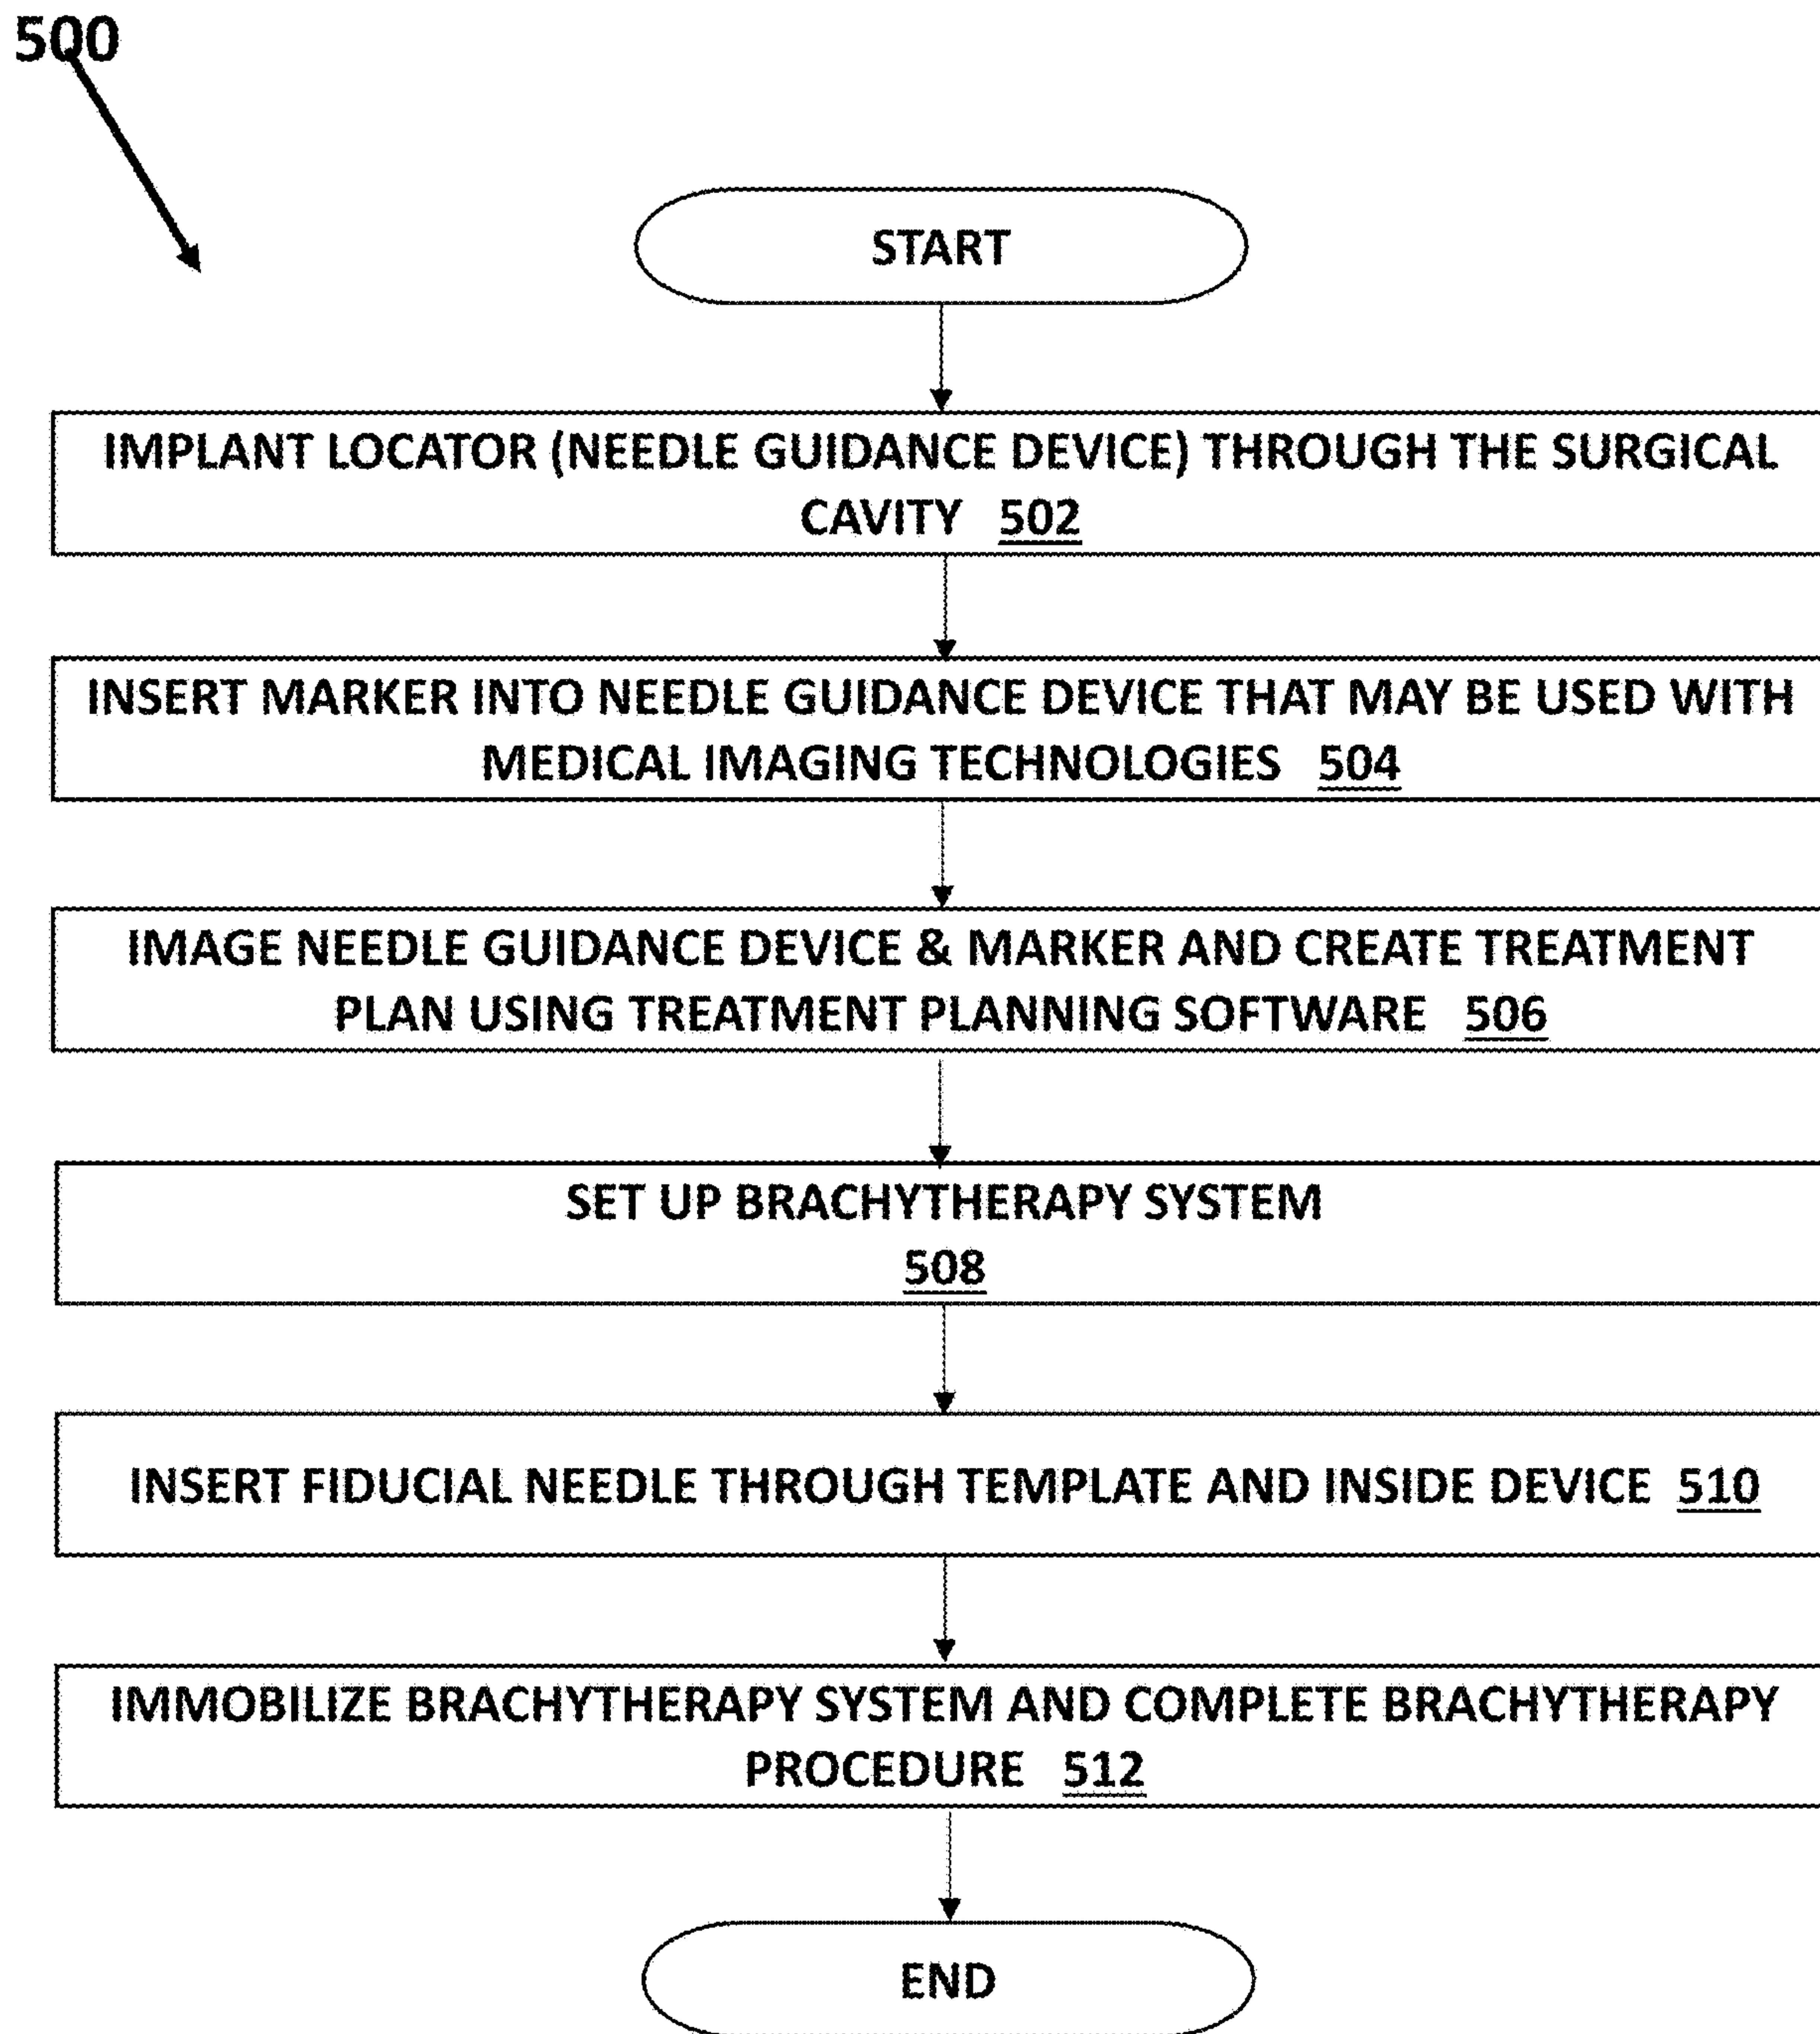 500
START
IMPLANT LOCATOR (NEEDLE GUIDANCE DEVICE) THROUGH THE SURGICAL
CAVITY 502
INSERT MARKER INTO NEEDLE GUIDANCE DEVICE THAT MAY BE USED WITH
MEDICAL IMAGING TECHNOLOGIES 504
IMAGE NEEDLE GUIDANCE DEVICE & MARKER AND CREATE TREATMENT
PLAN USING TREATMENT PLANNING SOFTWARE 506
SET UP BRACHYTHERAPY SYSTEM
508
INSERT FIDUCIAL NEEDLE THROUGH TEMPLATE AND INSIDE DEVICE 510
IMMOBILIZE BRACHYTHERAPY SYSTEM AND COMPLETE BRACHYTHERAPY
PROCEDURE 512
END